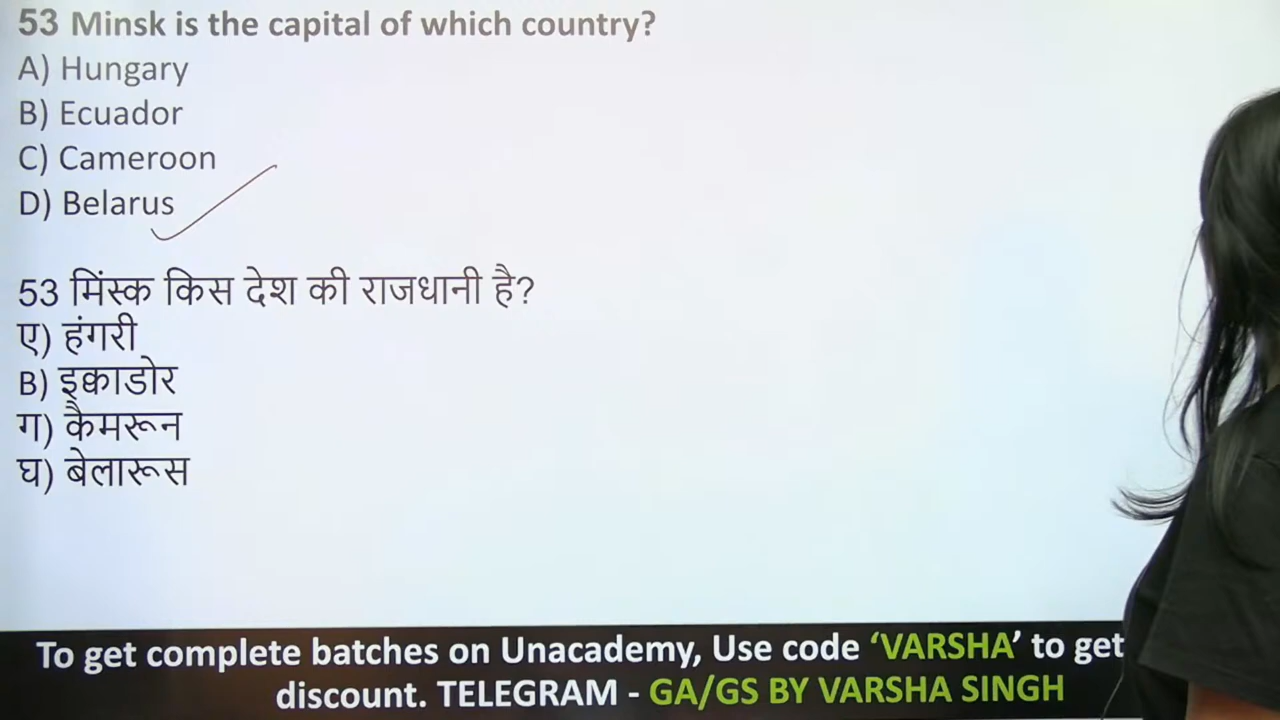 53 Minsk is the capital of which country?
A) Hungary
B) Ecuador
C) Cameroon
D) Belarus
53 मिंस्क किस देश की राजधानी है?
ए) हंगरी
B) इक्वाडोर
ग) कैमरून
घ) बेलारूस
To get complete batches on Unacademy, Use code ‘VARSHA’ to get
discount. TELEGRAM - GA/GS BY VARSHA SINGH